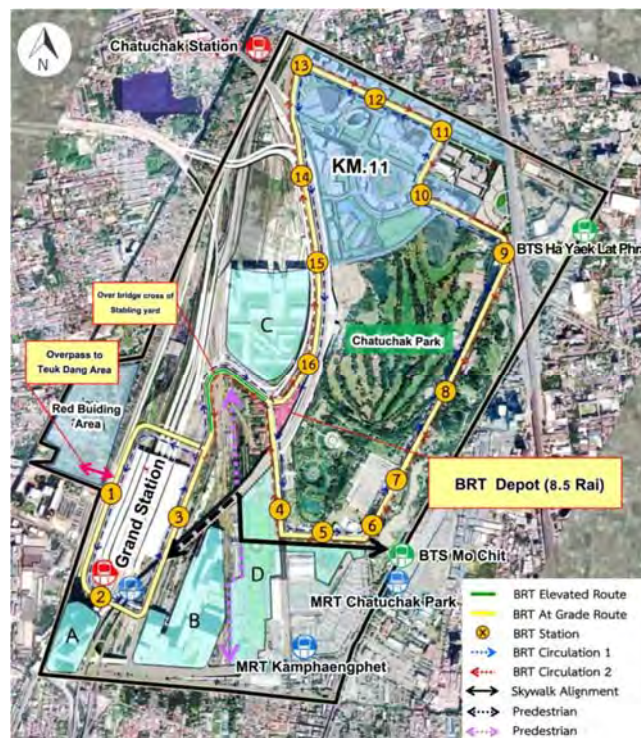 N
Chatuchak Station
13
12
11
KM.11
14
10
BTS Ha Yaek Lat Phra
9
15
Over bridge cross of
Stabling yard
C
Chatuchak Park
Overpass to
Teuk Dang Area
16
Red Buiding
Area
8
BRT Depot (8.5 Rai)
1
Grand Station
3
4
7
5
6
BTS Mo Chit
D
2
MRT Chatuchak Park
A
B
MRT Kamphaengphet
BRT Elevated Route
BRT At Grade Route
BRT Station
BRT Circulation 1
BRT Circulation 2
Skywalk Alignment
Predestrian
Predestrian